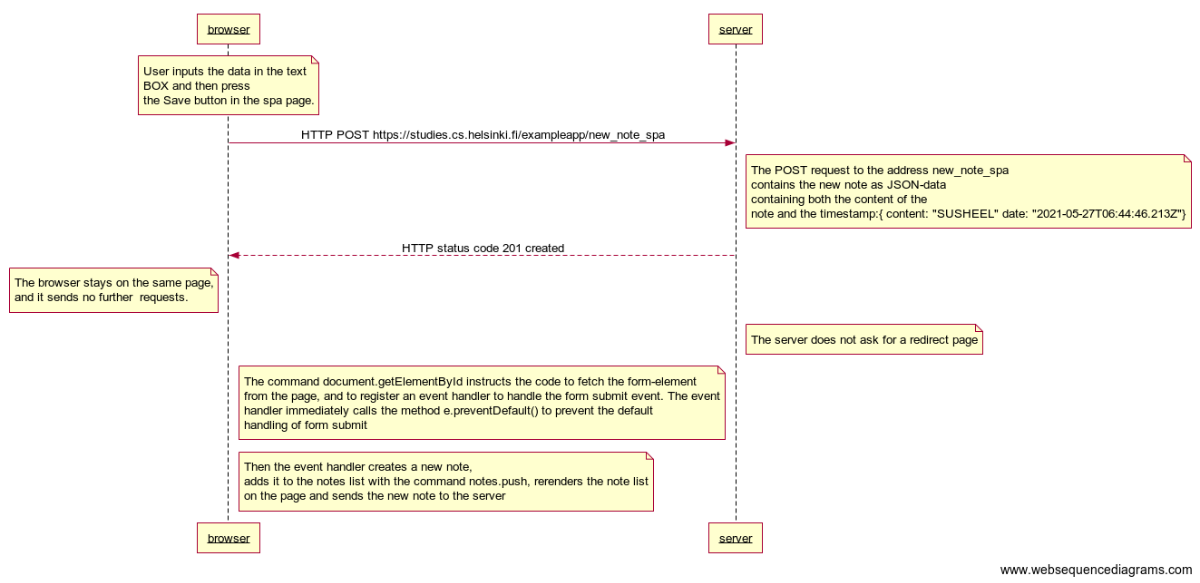 browser
server
User inputs the data in the text
BOX and then press
the Save button in the spa page.
HTTP POST https://studies.cs.helsinki.fi/exampleapp/new_note_spa
The POST request to the address new_note_spa
contains the new note as JSON-data
containing both the content of the
note and the timestamp:{ content: "SUSHEEL" date: "2021-05-27T06:44:46.213Z"}
HTTP status code 201 created
The browser stays on the same page,
and it sends no further  requests.
The server does not ask for a redirect page
The command document.getElementById instructs the code to fetch the form-element
from the page, and to register an event handler to handle the form submit event. The event
handler immediately calls the method e.preventDefault() to prevent the default
handling of form submit
Then the event handler creates a new note,
adds it to the notes list with the command notes.push, rerenders the note list
on the page and sends the new note to the server
browser
server
www.websequencediagrams.com